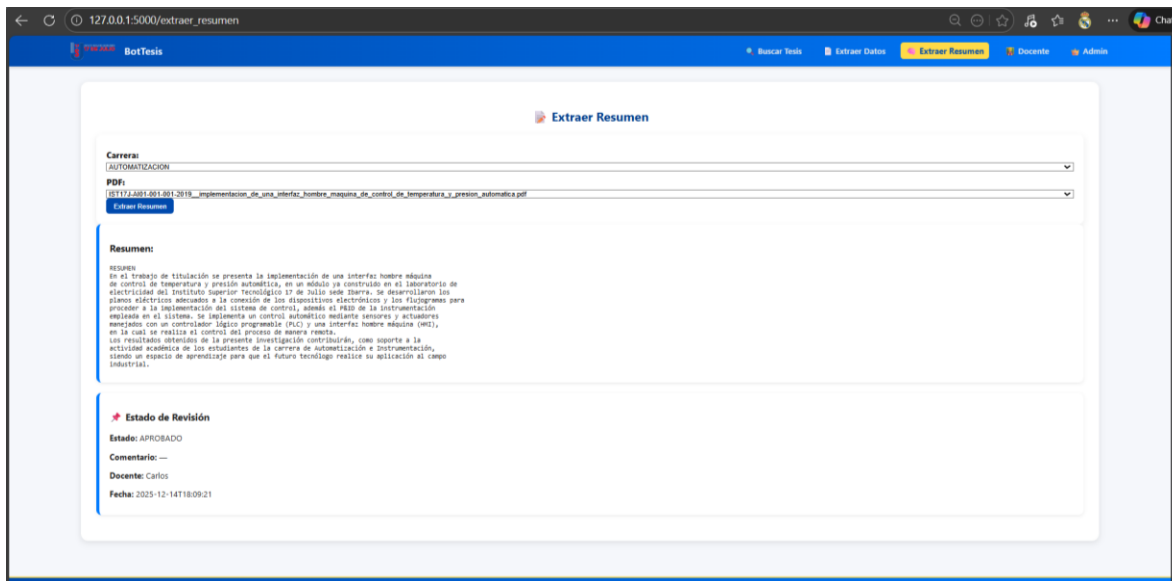 127.0.0.1:5000/extraer_resumen
Chat
BotTesis
Buscar Tesis
Extraer Datos
Extraer Resumen
Docente
Admin
Extraer Resumen
Carrera:
AUTOMATIZACION
PDF:
IST17J-AI01-001-001-2019__implementacion_de_una_interfaz_hombre_maquina_de_control_de_temperatura_y_presion_automatica.pdf
Extraer Resumen
Resumen:
RESUMEN
En el trabajo de titulación se presenta la implementación de una interfaz hombre máquina
de control de temperatura y presión automática, en un módulo ya construido en el laboratorio de
electricidad del Instituto Superior Tecnológico 17 de Julio sede Ibarra. Se desarrollaron los
planos eléctricos adecuados a la conexión de los dispositivos electrónicos y los flujogramas para
proceder a la implementación del sistema de control, además el P&ID de la instrumentación
empleada en el sistema. Se implementa un control automático mediante sensores y actuadores
manejados con un controlador lógico programable (PLC) y una interfaz hombre máquina (HMI),
en la cual se realiza el control del proceso de manera remota.
Los resultados obtenidos de la presente investigación contribuirán, como soporte a la
actividad académica de los estudiantes de la carrera de Automatización e Instrumentación,
siendo un espacio de aprendizaje para que el futuro tecnólogo realice su aplicación al campo
industrial.
Estado de Revisión
Estado: APROBADO
Comentario: —
Docente: Carlos
Fecha: 2025-12-14T18:09:21